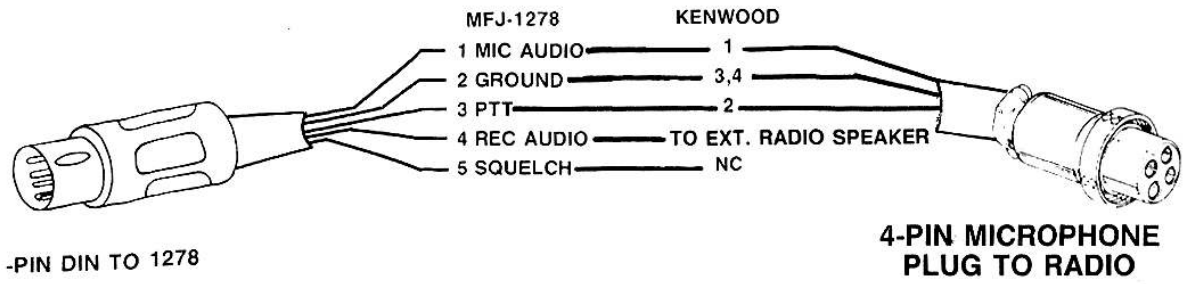 MFJ-1278 KENWOOD
1 MIC AUDIO 1
2 GROUND 3,4
3 PTT 2
4 REC AUDIO TO EXT. RADIO SPEAKER
5 SQUELCH NC
-PIN DIN TO 1278
4-PIN MICROPHONE
PLUG TO RADIO